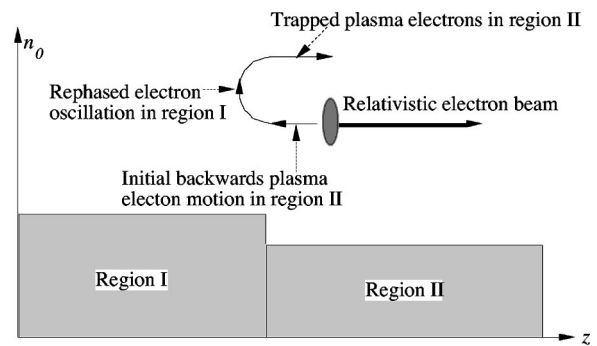 n0
Trapped plasma electrons in region II
Rephased electron
oscillation in region I
Relativistic electron beam
Initial backwards plasma
electon motion in region II
Region I
Region II
z